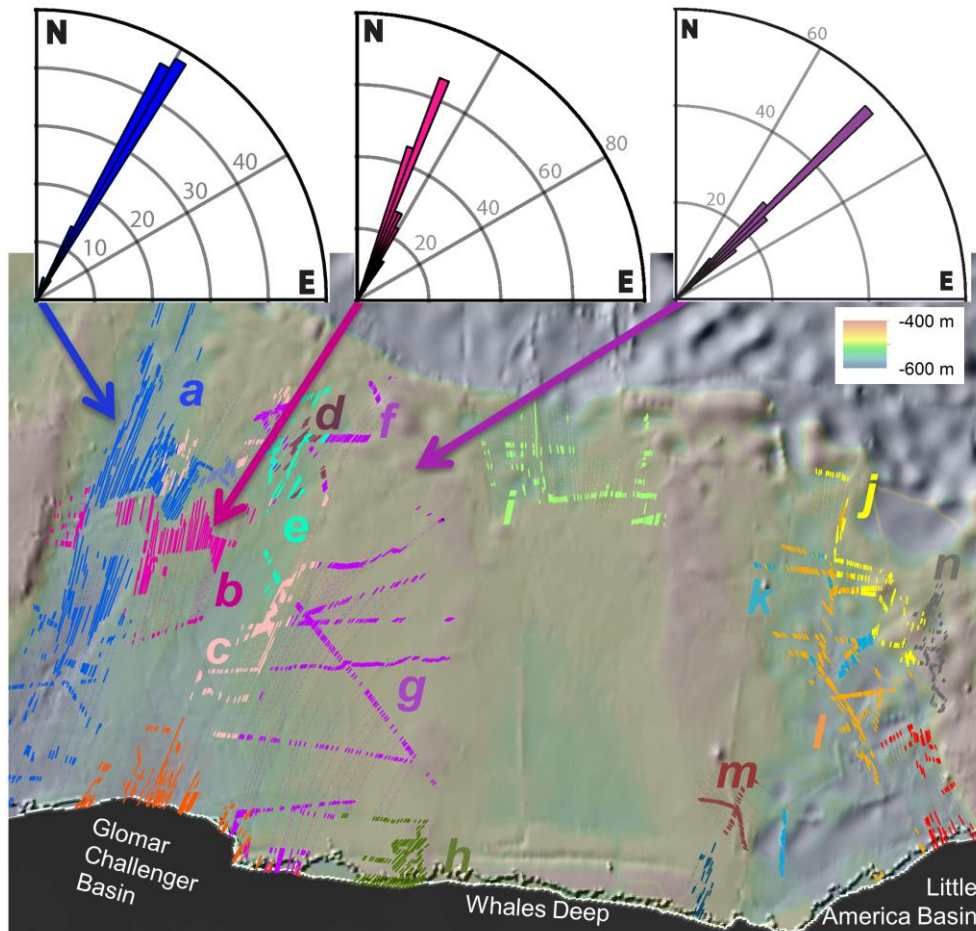 N
10
20
30
40
E
N
20
40
60
80
E
N
20
40
60
E
-400 m
-600 m
a
b
c
d
e
f
g
h
i
j
k
l
m
n
Glomar
Challenger
Basin
Whales Deep
Little
America Basin